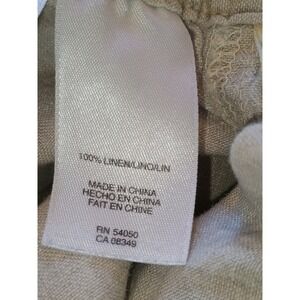 100% LINEN/LINO/LIN
MADE IN CHINA
HECHO EN CHINA
FAIT EN CHINE
RN 54050
CA 08349